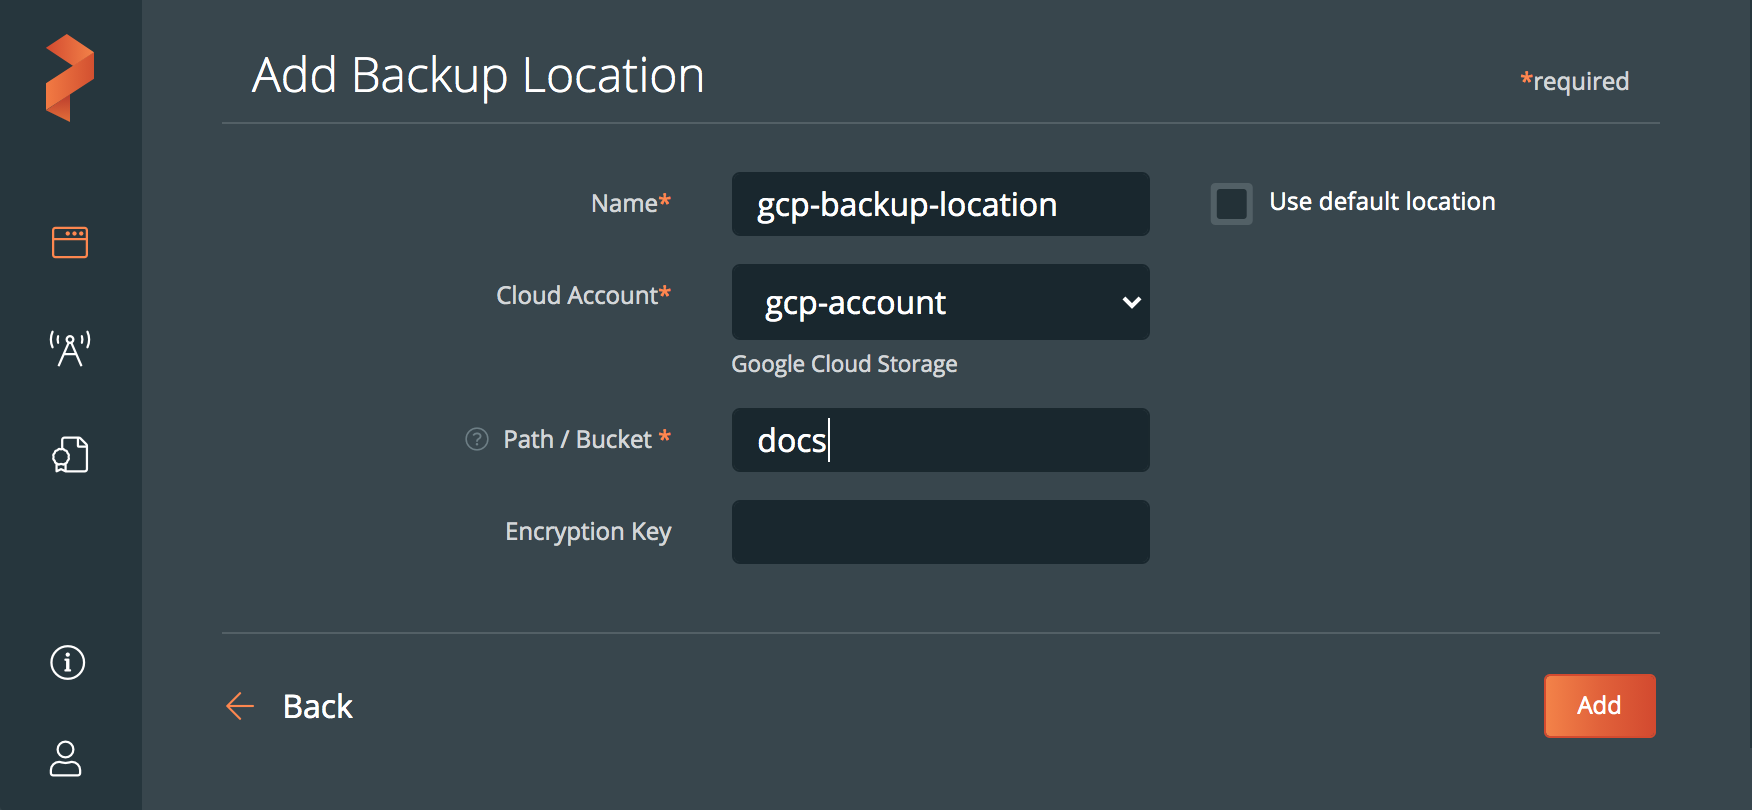 Add Backup Location
*required
Name*
gcp-backup-location
Use default location
Cloud Account*
gcp-account
Google Cloud Storage
? Path / Bucket *
docs
Encryption Key
Back
Add